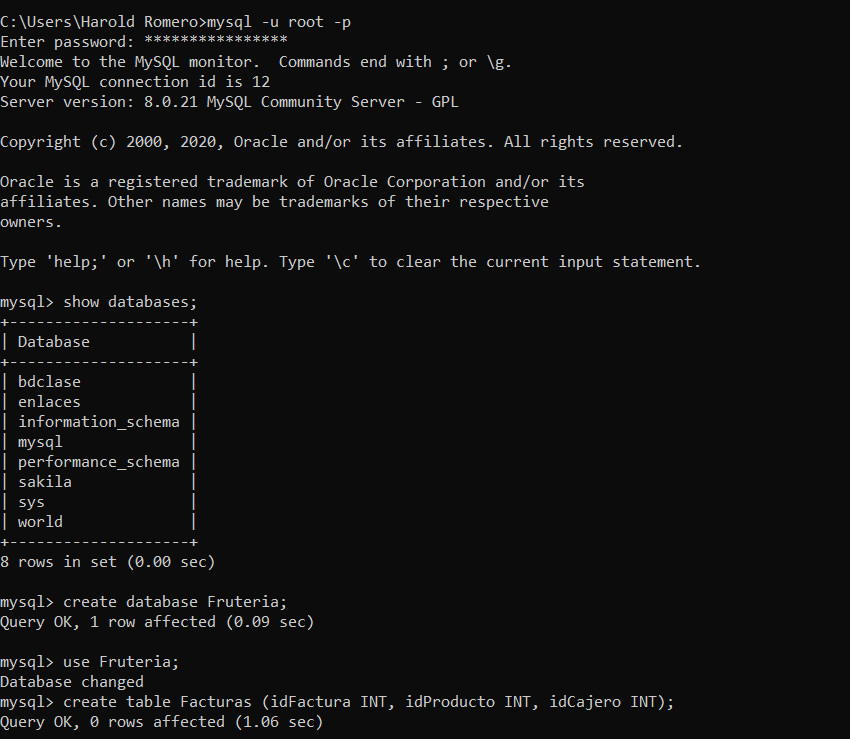 C:\Users\Harold Romero>mysql -u root -p
Enter password: ****************
Welcome to the MySQL monitor.  Commands end with ; or \g.
Your MySQL connection id is 12
Server version: 8.0.21 MySQL Community Server - GPL

Copyright (c) 2000, 2020, Oracle and/or its affiliates. All rights reserved.

Oracle is a registered trademark of Oracle Corporation and/or its
affiliates. Other names may be trademarks of their respective
owners.

Type 'help;' or '\h' for help. Type '\c' to clear the current input statement.

mysql> show databases;
+--------------------+
| Database           |
+--------------------+
| bdclase            |
| enlaces            |
| information_schema |
| mysql              |
| performance_schema |
| sakila             |
| sys                |
| world              |
+--------------------+
8 rows in set (0.00 sec)

mysql> create database Fruteria;
Query OK, 1 row affected (0.09 sec)

mysql> use Fruteria;
Database changed
mysql> create table Facturas (idFactura INT, idProducto INT, idCajero INT);
Query OK, 0 rows affected (1.06 sec)